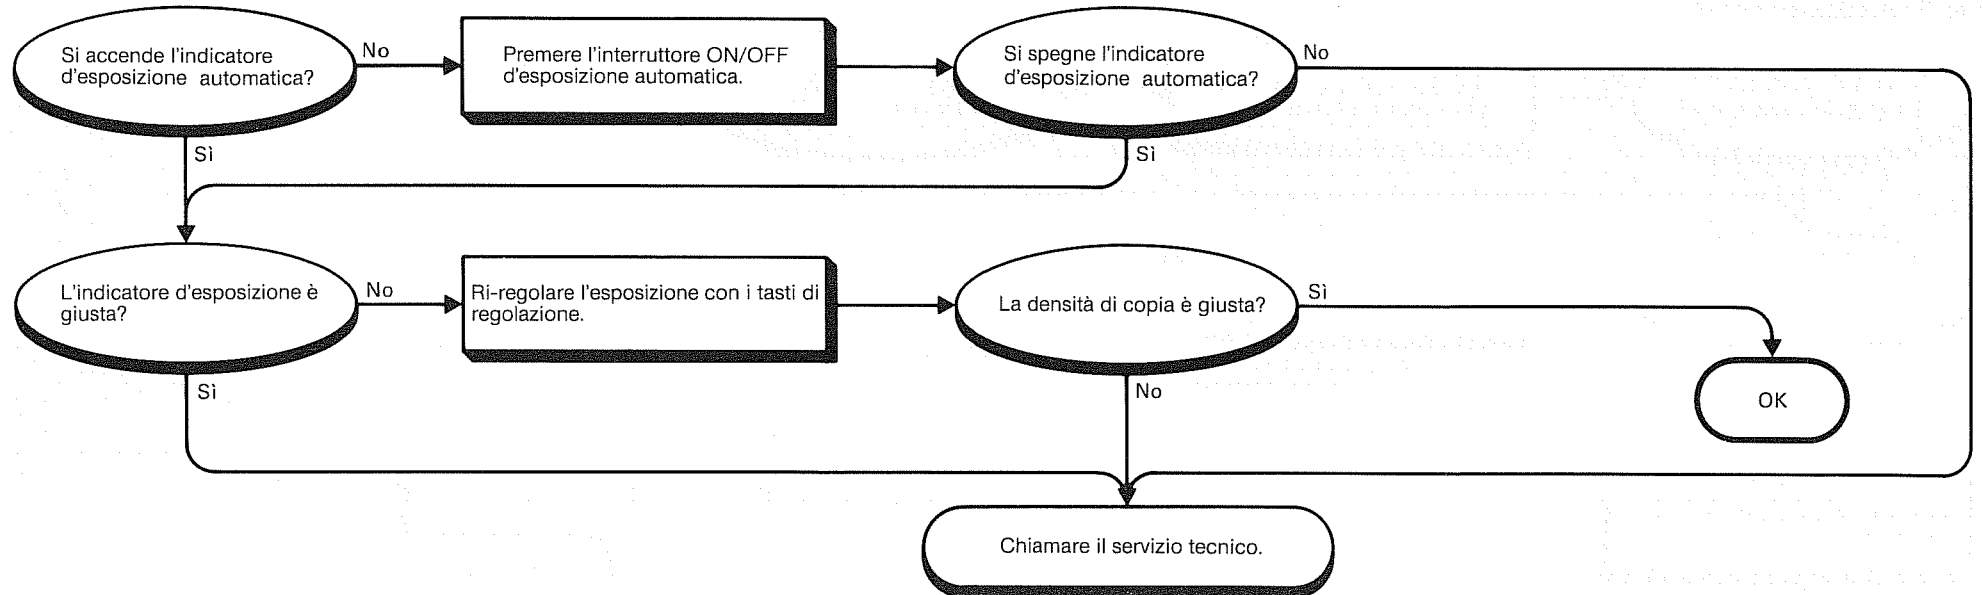 Si accende l'indicatore
d'esposizione automatica?
No
Premere l'interruttore ON/OFF
d'esposizione automatica.
Si spegne l'indicatore
d'esposizione automatica?
No
Sì
Sì
L'indicatore d'esposizione è
giusta?
No
Ri-regolare l'esposizione con i tasti di
regolazione.
La densità di copia è giusta?
Sì
Sì
No
OK
Chiamare il servizio tecnico.